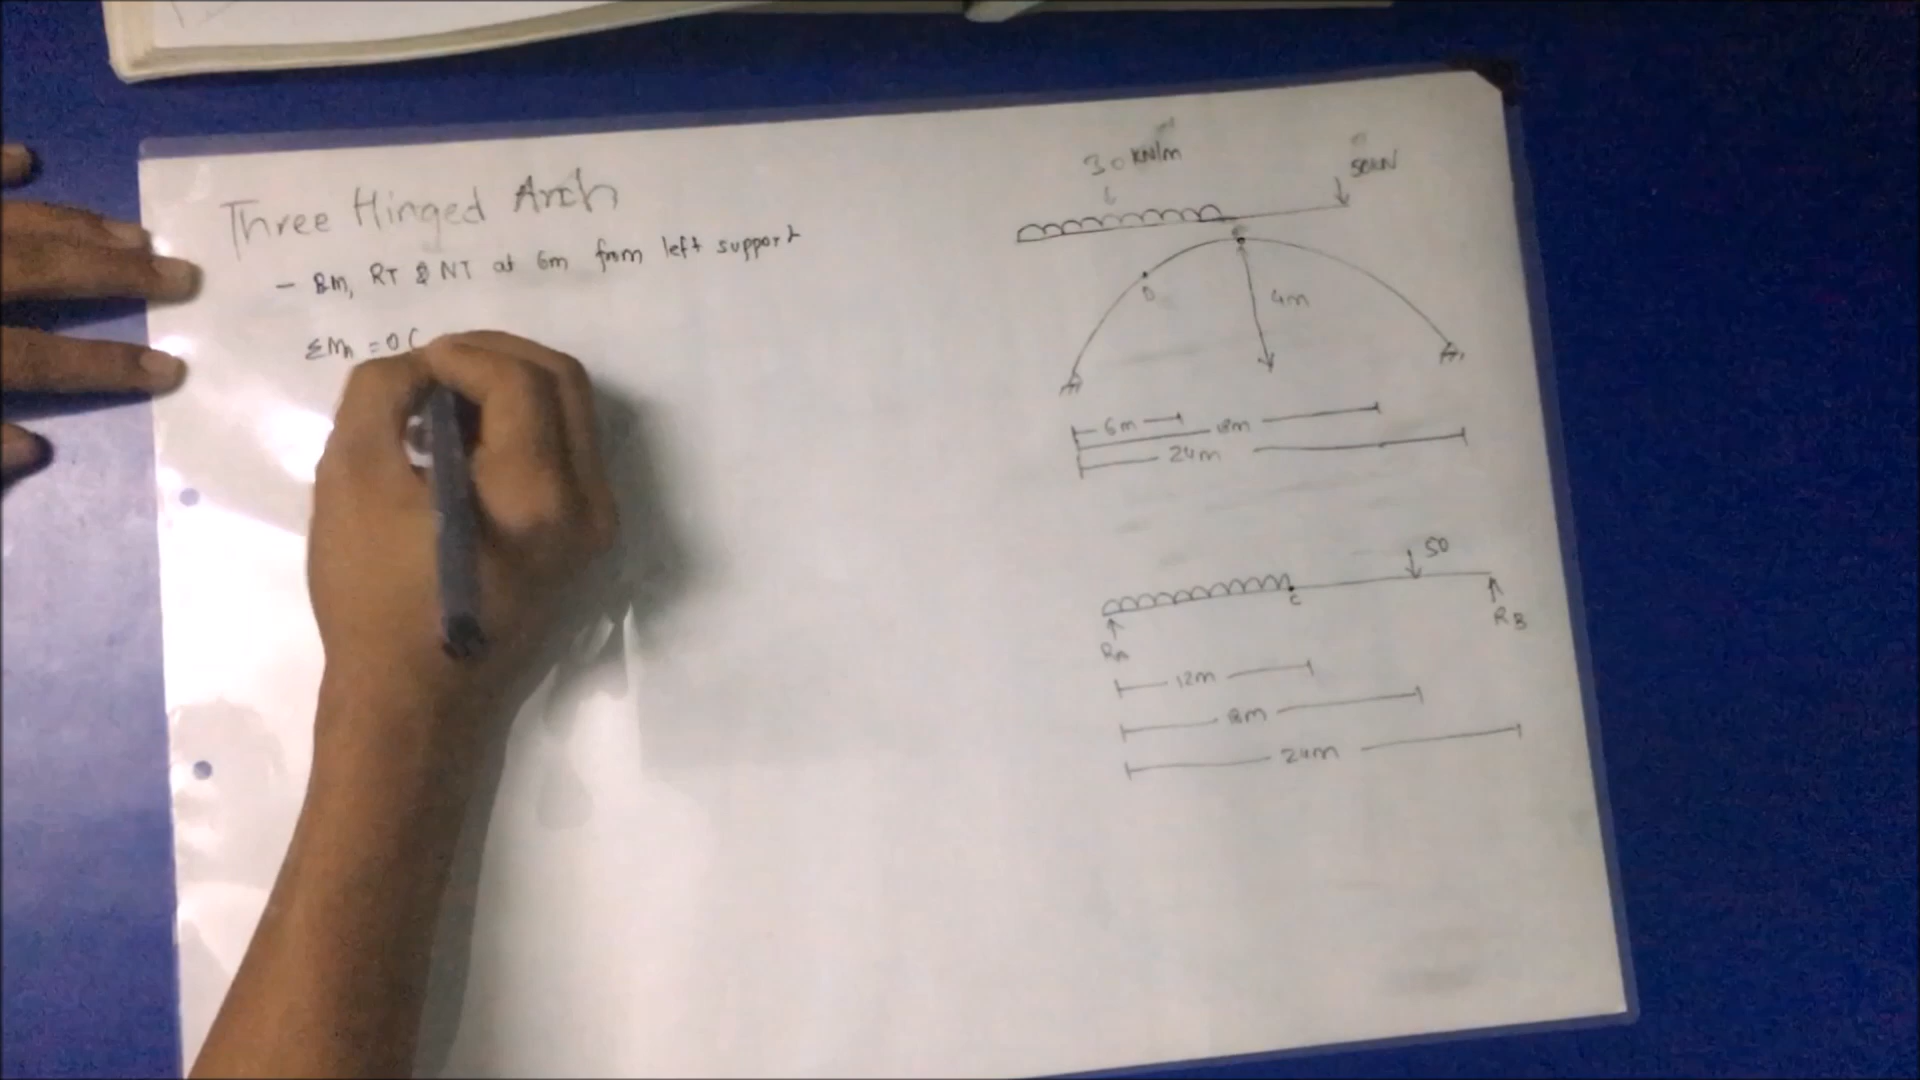 Three Hinged Arch
- BM, RT & NT at 6m from left support
ΣMA = 0 (
30 kN/m
50kN
C
D
4m
6m
18m
24m
50
C
RA
RB
12m
18m
24m